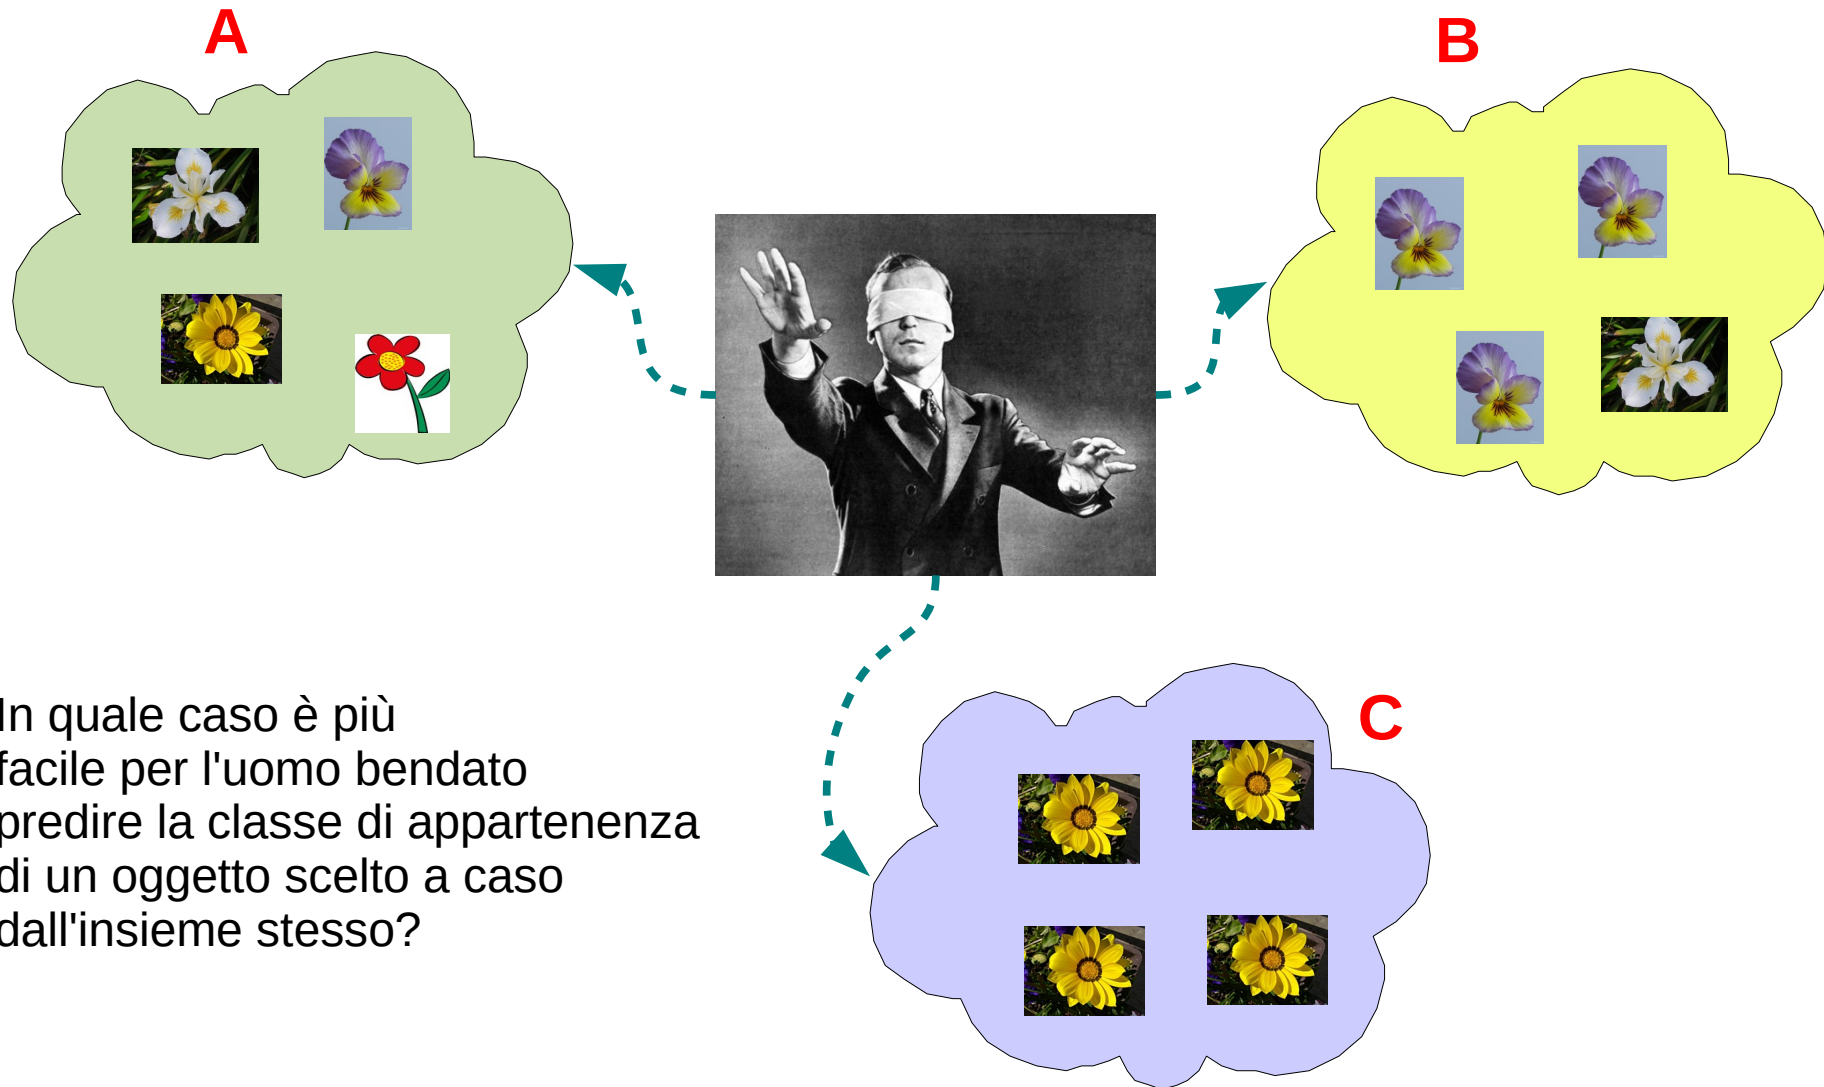 A
B
C
In quale caso è più
facile per l'uomo bendato
predire la classe di appartenenza
di un oggetto scelto a caso
dall'insieme stesso?